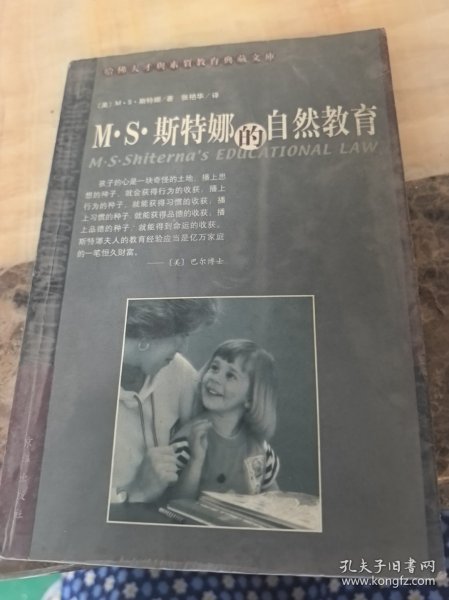 哈佛天才與素質教育典藏文库
〔美〕M·S·斯特娜/著 张艳华/译
M·S·斯特娜的自然教育
M·S·Shiterna's EDUCATIONAL LAW
孩子的心是一块奇怪的土地，播上思
想的种子，就会获得行为的收获，播上
行为的种子，就能获得习惯的收获，播
上习惯的种子，就能获得品德的收获，播
上品德的种子，就能得到命运的收获。
斯特娜夫人的教育经验应当是亿万家庭
的一笔恒久财富。
——〔美〕巴尔博士
出版社
孔夫子旧书网
www.kongfz.com